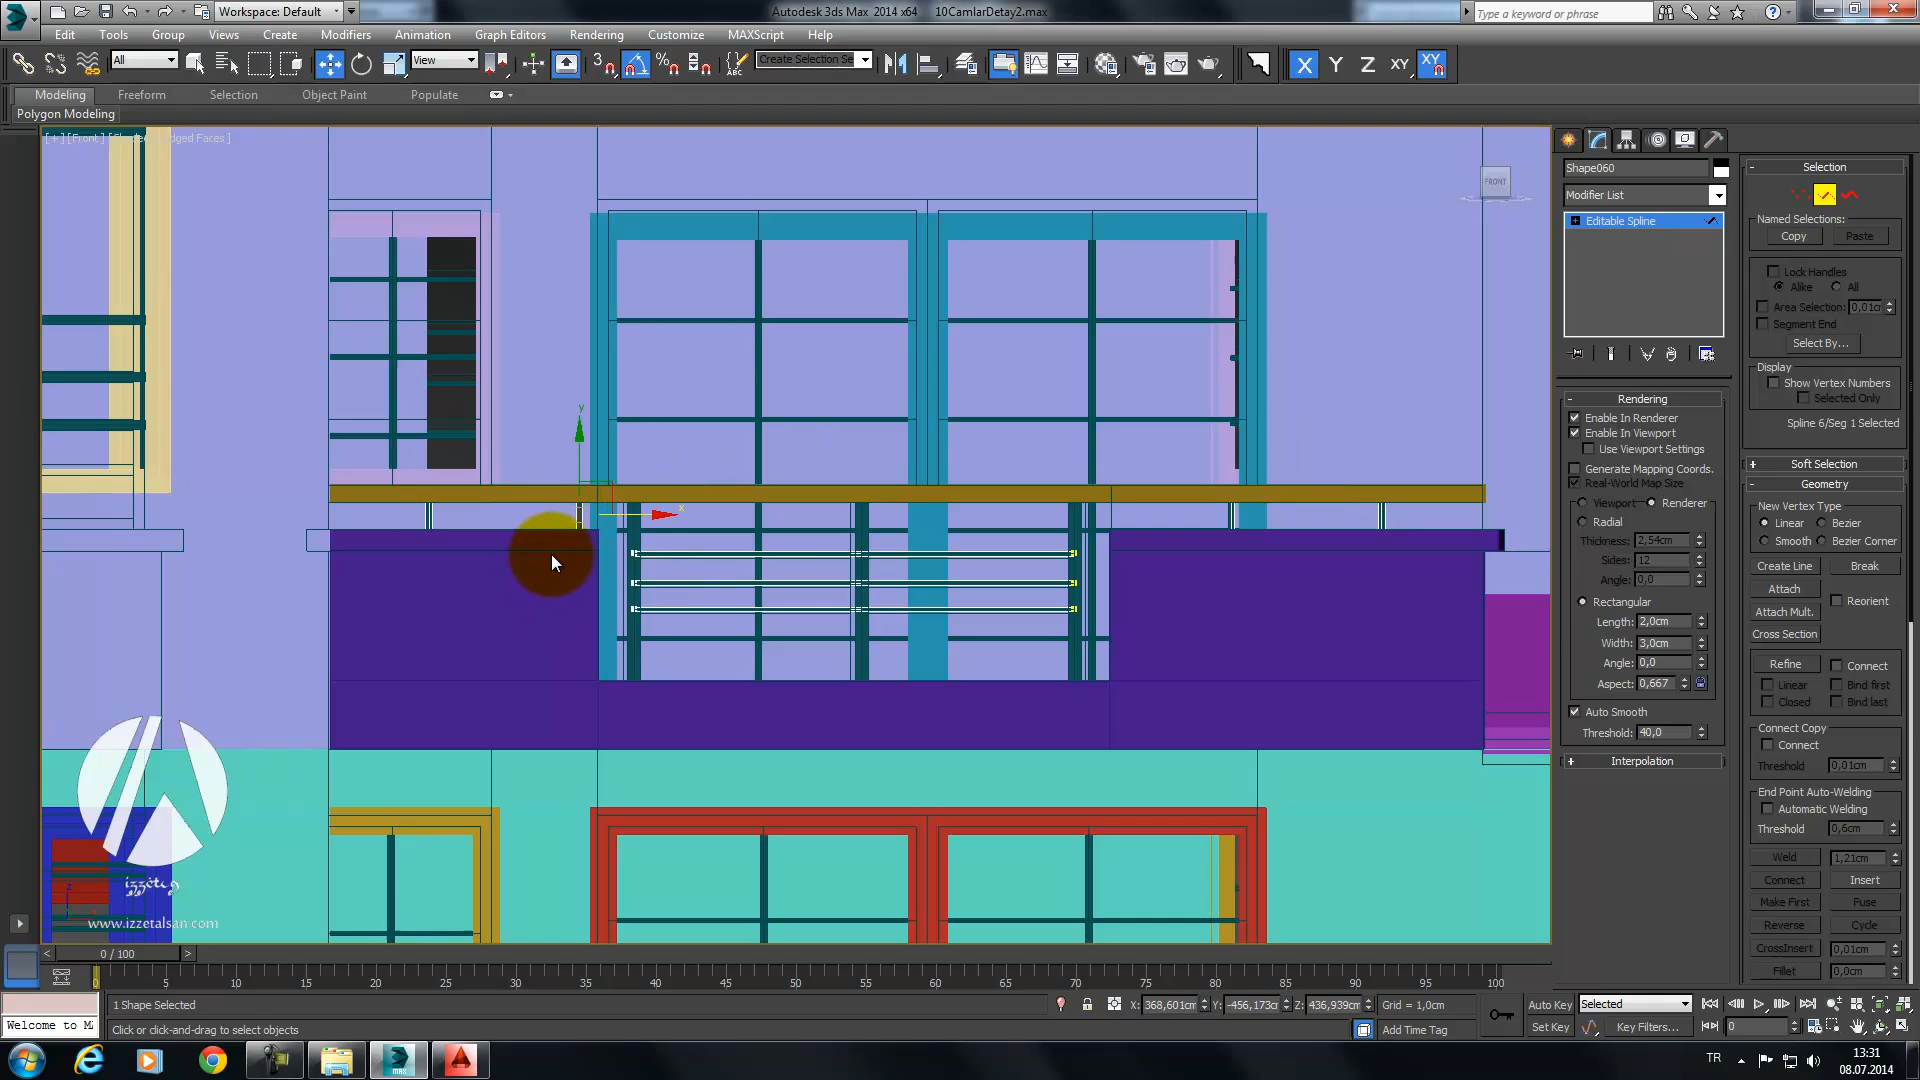 Workspace: Default
Autodesk 3ds Max 2014 x64 10CamlarDetay2.max
Type a keyword or phrase
Edit Tools Group Views Create Modifiers Animation Graph Editors Rendering Customize MAXScript Help
All View Create Selection Se X Y Z XY XY
Modeling Freeform Selection Object Paint Populate
Polygon Modeling
[+] [Front] dged Faces ]
FRONT
y
x
z
izzetalsan
www.izzetalsan.com
Shape060
Modifier List
Editable Spline
Rendering
Enable In Renderer
Enable In Viewport
Use Viewport Settings
Generate Mapping Coords.
Real-World Map Size
Viewport Renderer
Radial
Thickness: 2,54cm
Sides: 12
Angle: 0,0
Rectangular
Length: 2,0cm
Width: 3,0cm
Angle: 0,0
Aspect: 0,667
Auto Smooth
Threshold: 40,0
Interpolation
Selection
Named Selections:
Copy Paste
Lock Handles
Alike All
Area Selection: 0,01c
Segment End
Select By...
Display
Show Vertex Numbers
Selected Only
Spline 6/Seg 1 Selected
Soft Selection
Geometry
New Vertex Type
Linear Bezier
Smooth Bezier Corner
Create Line Break
Attach
Attach Mult. Reorient
Cross Section
Refine Connect
Linear Bind first
Closed Bind last
Connect Copy
Connect
Threshold 0,01cm
End Point Auto-Welding
Automatic Welding
Threshold 0,6cm
Weld 1,21cm
Connect Insert
Make First Fuse
Reverse Cycle
CrossInsert 0,01cm
Fillet 0,0cm
< 0 / 100 >
0 5 10 15 20 25 30 35 40 45 50 55 60 65 70 75 80 85 90 95 100
1 Shape Selected X: 368,601cm Y: -456,173cm Z: 436,939cm Grid = 1,0cm Auto Key Selected
Welcome to M
Click or click-and-drag to select objects Add Time Tag Set Key Key Filters... 0
TR 13:31
08.07.2014